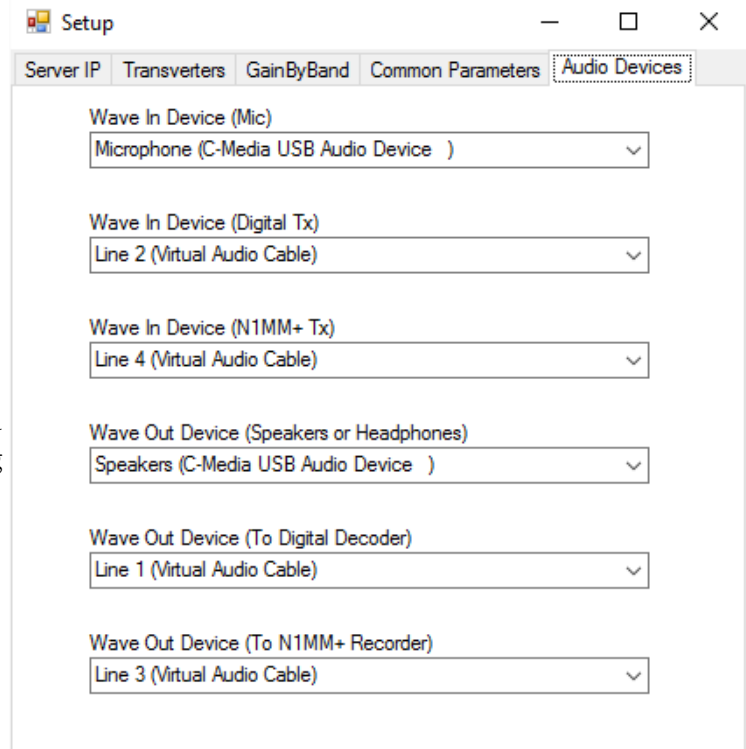 Setup
Server IP Transverters GainByBand Common Parameters Audio Devices
Wave In Device (Mic)
Microphone (C-Media USB Audio Device )
Wave In Device (Digital Tx)
Line 2 (Virtual Audio Cable)
Wave In Device (N1MM+ Tx)
Line 4 (Virtual Audio Cable)
Wave Out Device (Speakers or Headphones)
Speakers (C-Media USB Audio Device )
Wave Out Device (To Digital Decoder)
Line 1 (Virtual Audio Cable)
Wave Out Device (To N1MM+ Recorder)
Line 3 (Virtual Audio Cable)